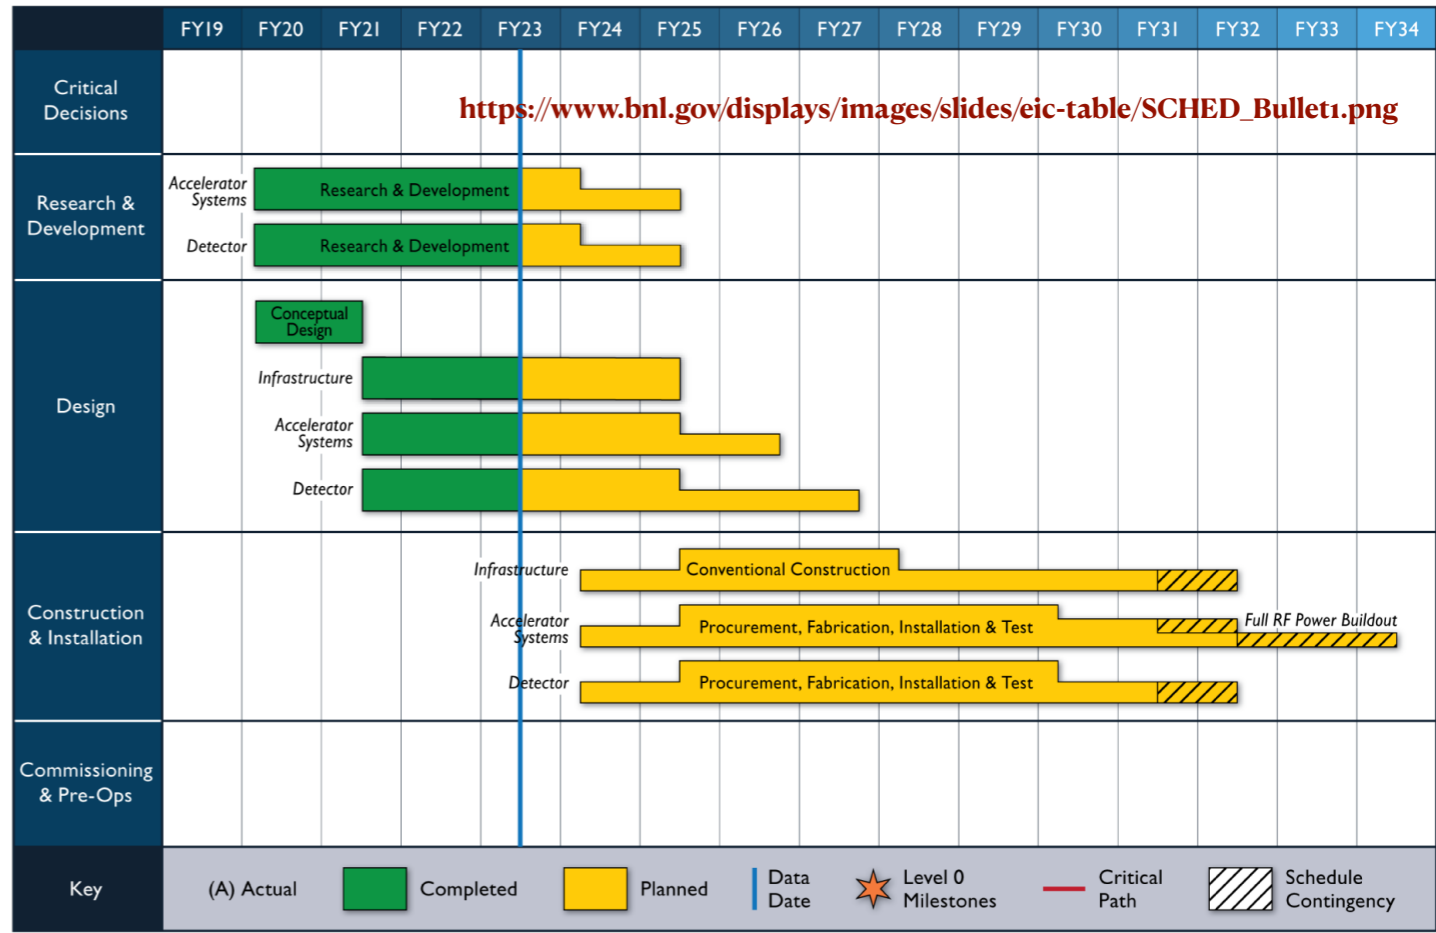 FY19 FY20 FY21 FY22 FY23 FY24 FY25 FY26 FY27 FY28 FY29 FY30 FY31 FY32 FY33 FY34
Critical
Decisions
https://www.bnl.gov/displays/images/slides/eic-table/SCHED_Bullet1.png
Research &
Development
Accelerator
Systems
Research & Development
Detector
Research & Development
Design
Conceptual
Design
Infrastructure
Accelerator
Systems
Detector
Construction
& Installation
Infrastructure
Conventional Construction
Accelerator
Systems
Procurement, Fabrication, Installation & Test
Full RF Power Buildout
Detector
Procurement, Fabrication, Installation & Test
Commissioning
& Pre-Ops
Key
(A) Actual
Completed
Planned
Data
Date
Level 0
Milestones
Critical
Path
Schedule
Contingency